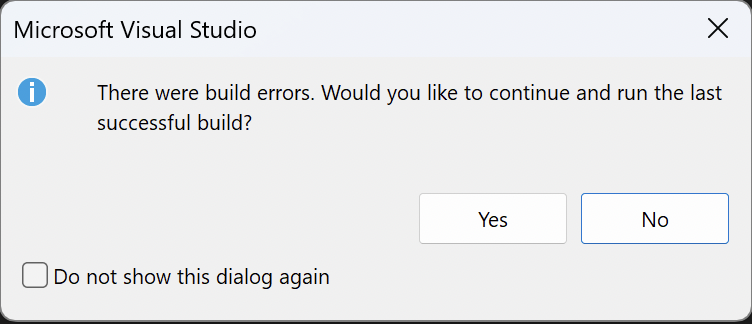 Microsoft Visual Studio
There were build errors. Would you like to continue and run the last
successful build?
Yes
No
Do not show this dialog again